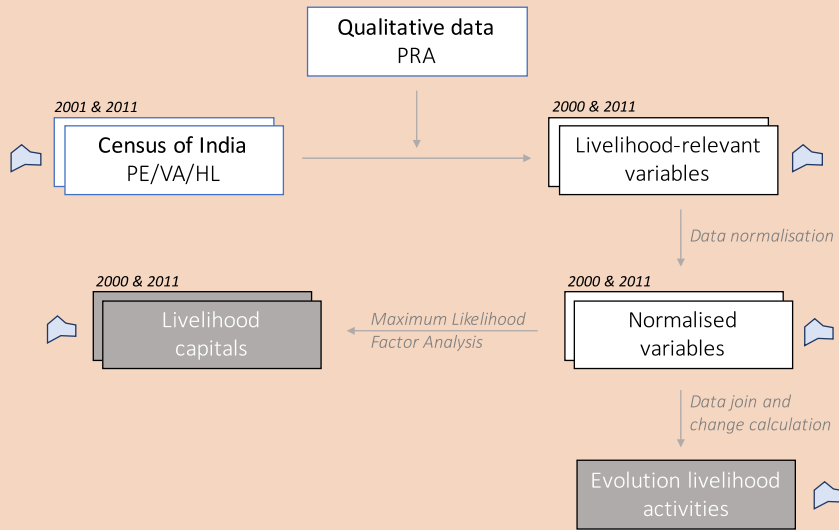 Qualitative data
PRA
2001 & 2011
Census of India
PE/VA/HL
2000 & 2011
Livelihood-relevant
variables
Data normalisation
2000 & 2011
Livelihood
capitals
Maximum Likelihood
Factor Analysis
2000 & 2011
Normalised
variables
Data join and
change calculation
Evolution livelihood
activities